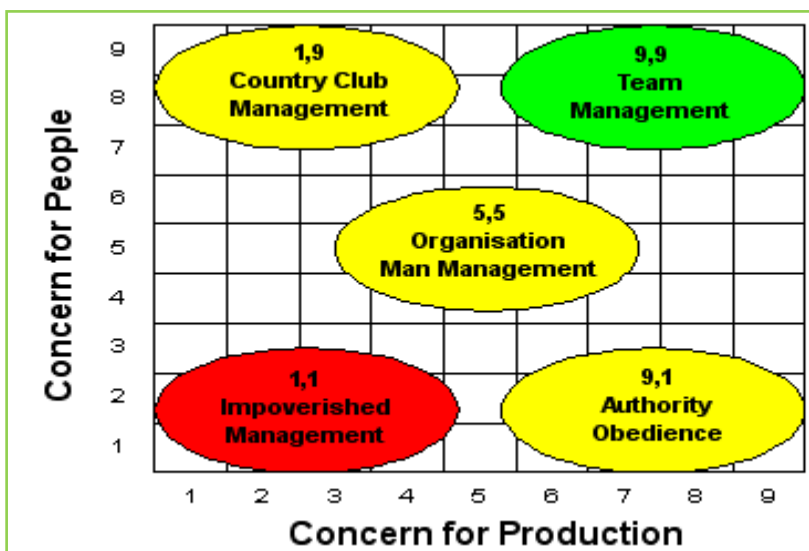 Concern for People
9
8
7
6
5
4
3
2
1
1,9
Country Club
Management
9,9
Team
Management
5,5
Organisation
Man Management
1,1
Impoverished
Management
9,1
Authority
Obedience
1 2 3 4 5 6 7 8 9
Concern for Production